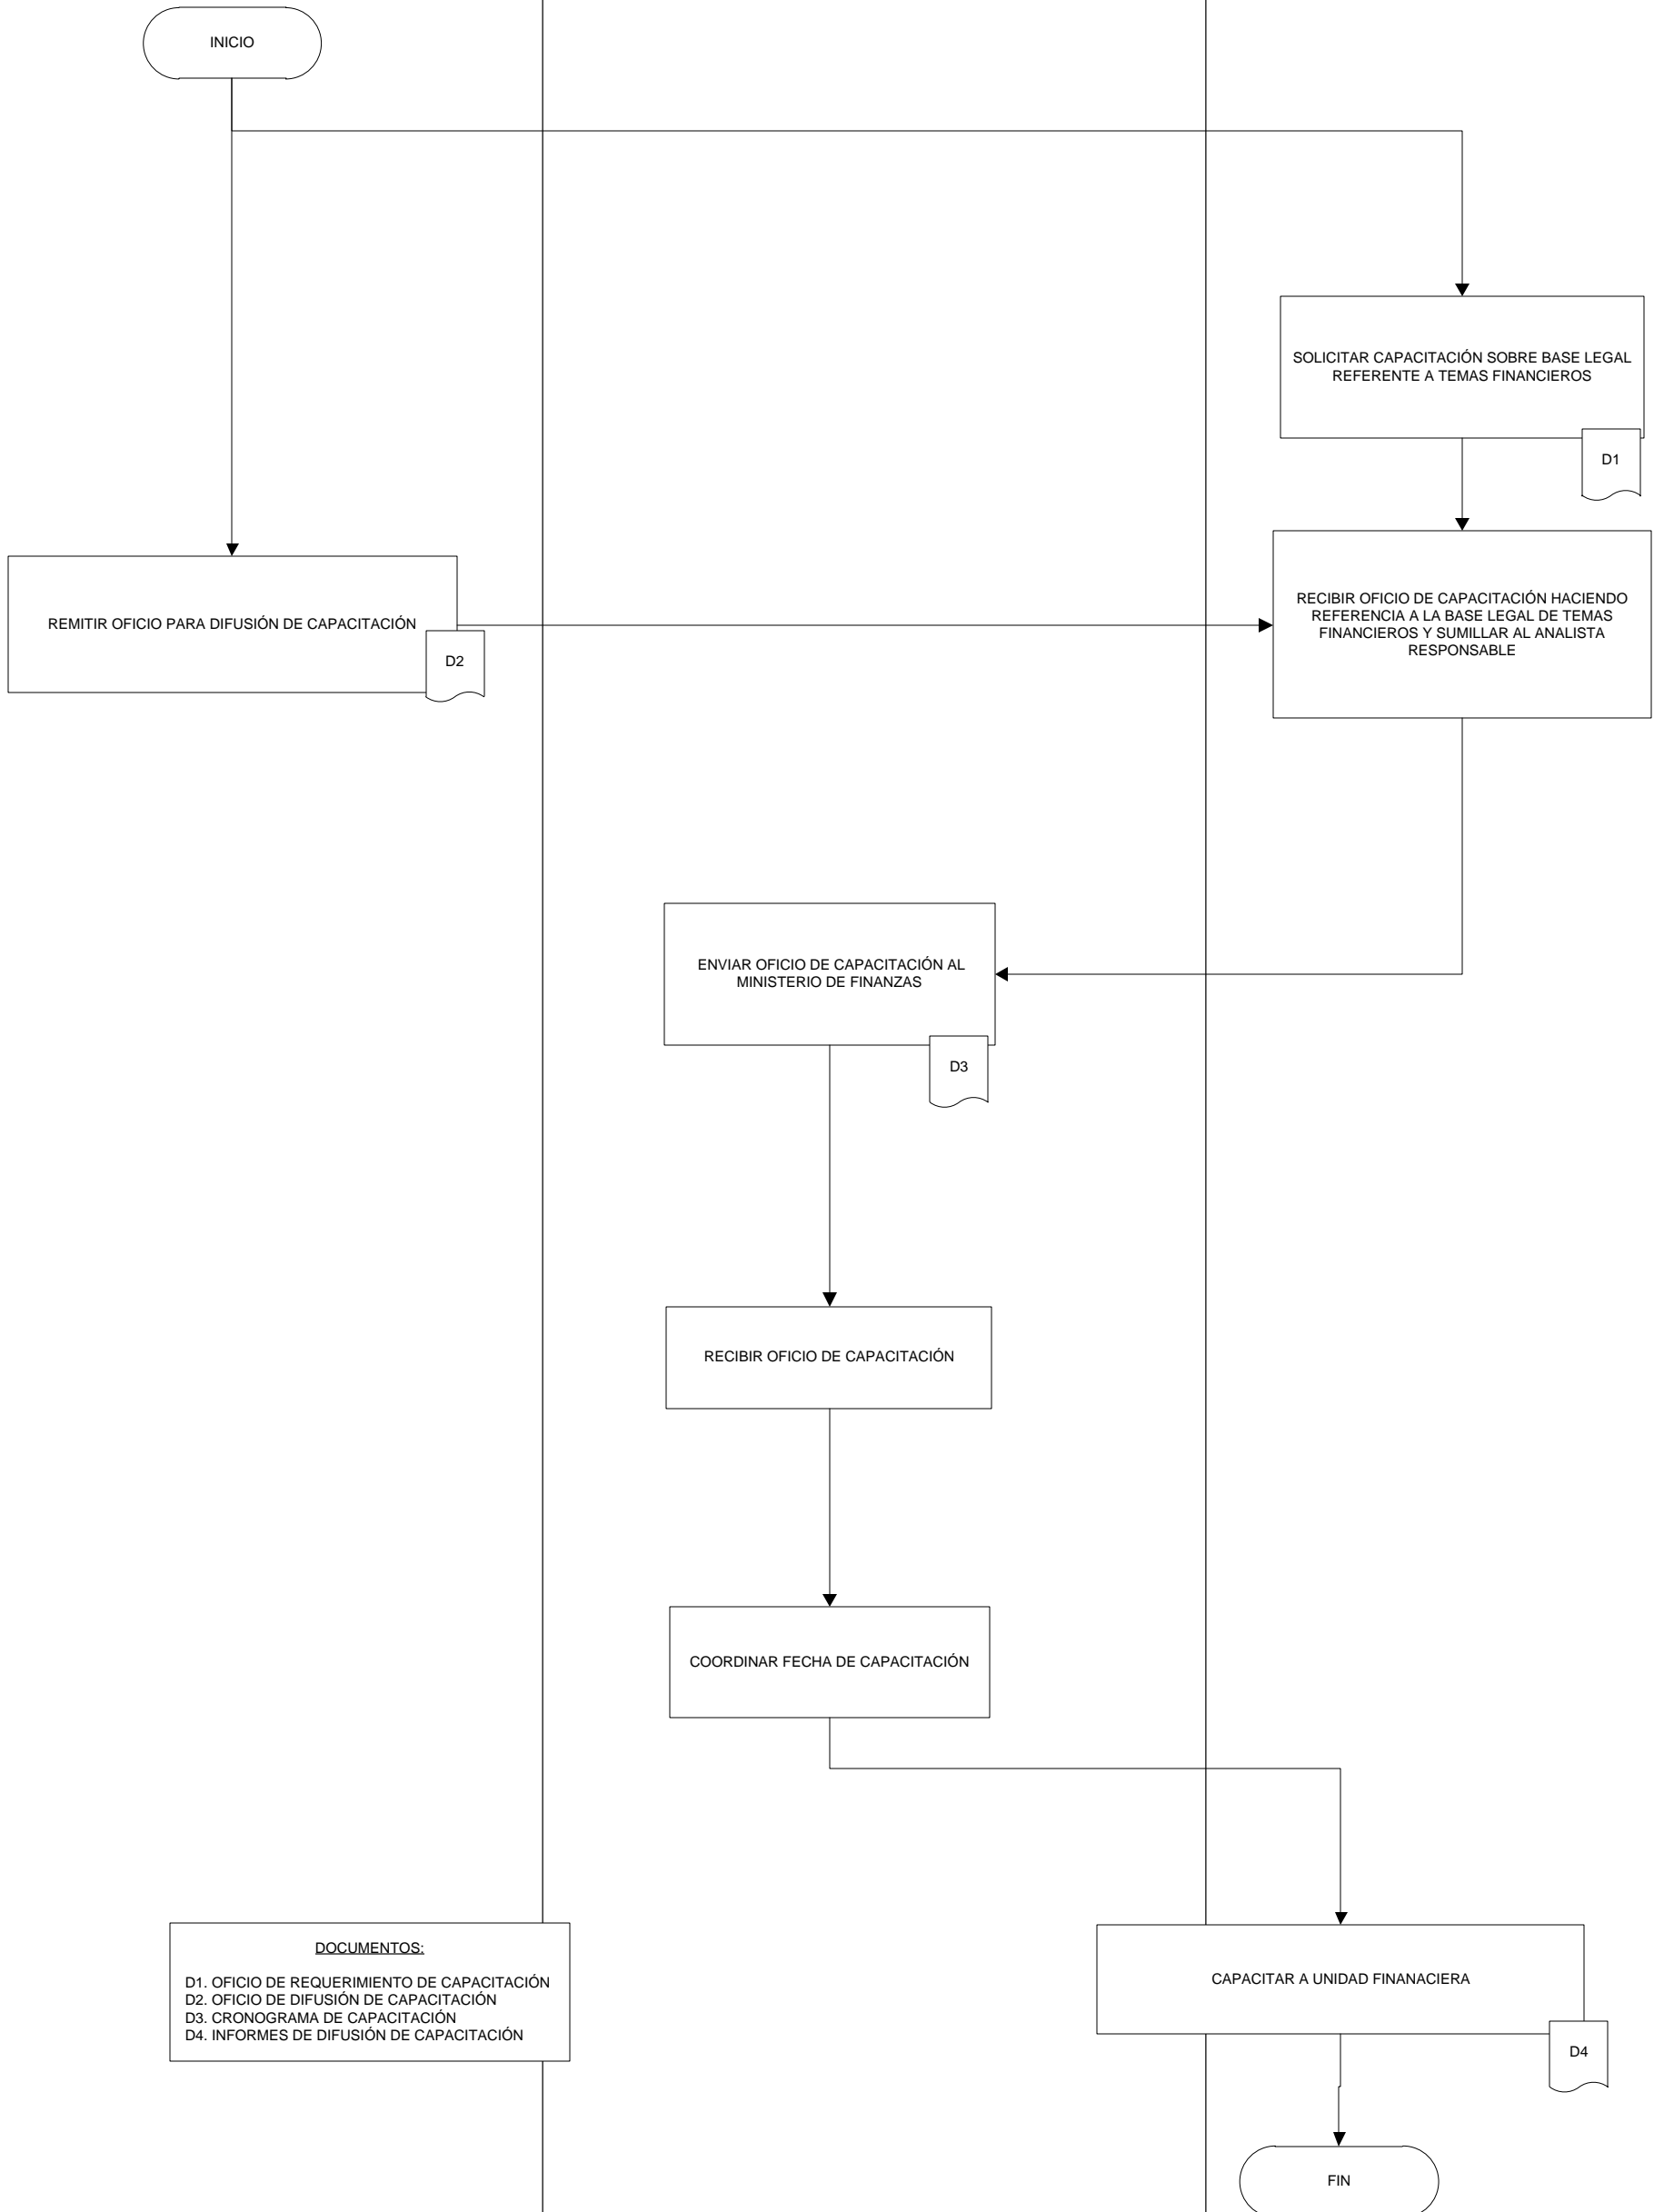 INICIO
SOLICITAR CAPACITACIÓN SOBRE BASE LEGAL
REFERENTE A TEMAS FINANCIEROS
D1
REMITIR OFICIO PARA DIFUSIÓN DE CAPACITACIÓN
D2
RECIBIR OFICIO DE CAPACITACIÓN HACIENDO
REFERENCIA A LA BASE LEGAL DE TEMAS
FINANCIEROS Y SUMILLAR AL ANALISTA
RESPONSABLE
ENVIAR OFICIO DE CAPACITACIÓN AL
MINISTERIO DE FINANZAS
D3
RECIBIR OFICIO DE CAPACITACIÓN
COORDINAR FECHA DE CAPACITACIÓN
DOCUMENTOS:
D1. OFICIO DE REQUERIMIENTO DE CAPACITACIÓN
D2. OFICIO DE DIFUSIÓN DE CAPACITACIÓN
D3. CRONOGRAMA DE CAPACITACIÓN
D4. INFORMES DE DIFUSIÓN DE CAPACITACIÓN
CAPACITAR A UNIDAD FINANACIERA
D4
FIN